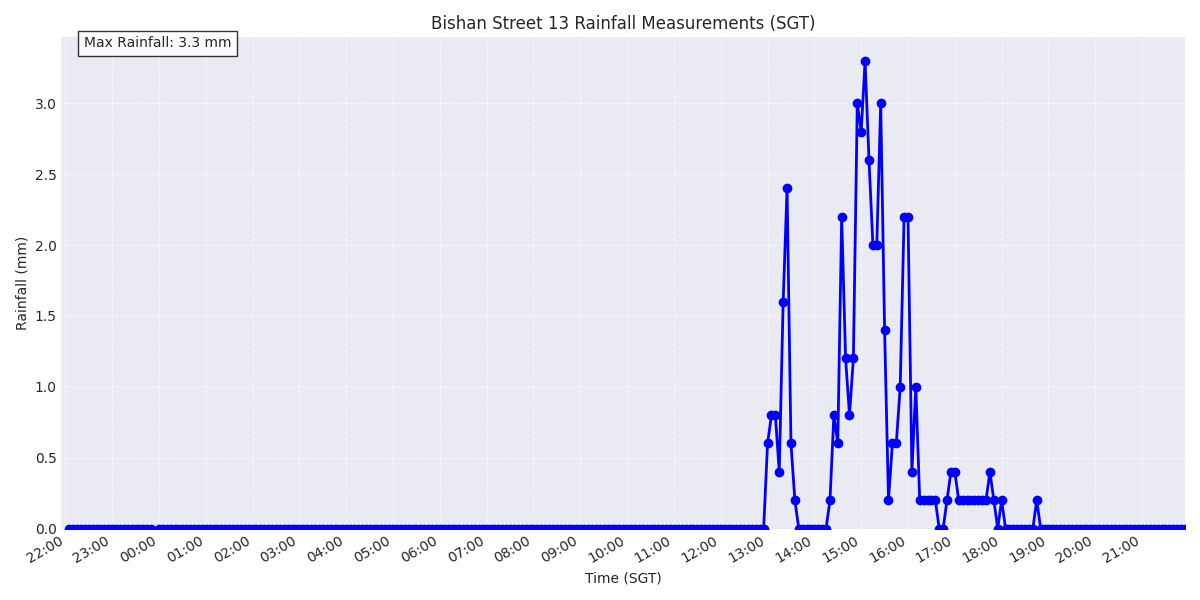 Bishan Street 13 Rainfall Measurements (SGT)
Max Rainfall: 3.3 mm
Rainfall (mm)
3.0
2.5
2.0
1.5
1.0
0.5
0.0
22:00 23:00 00:00 01:00 02:00 03:00 04:00 05:00 06:00 07:00 08:00 09:00 10:00 11:00 12:00 13:00 14:00 15:00 16:00 17:00 18:00 19:00 20:00 21:00
Time (SGT)